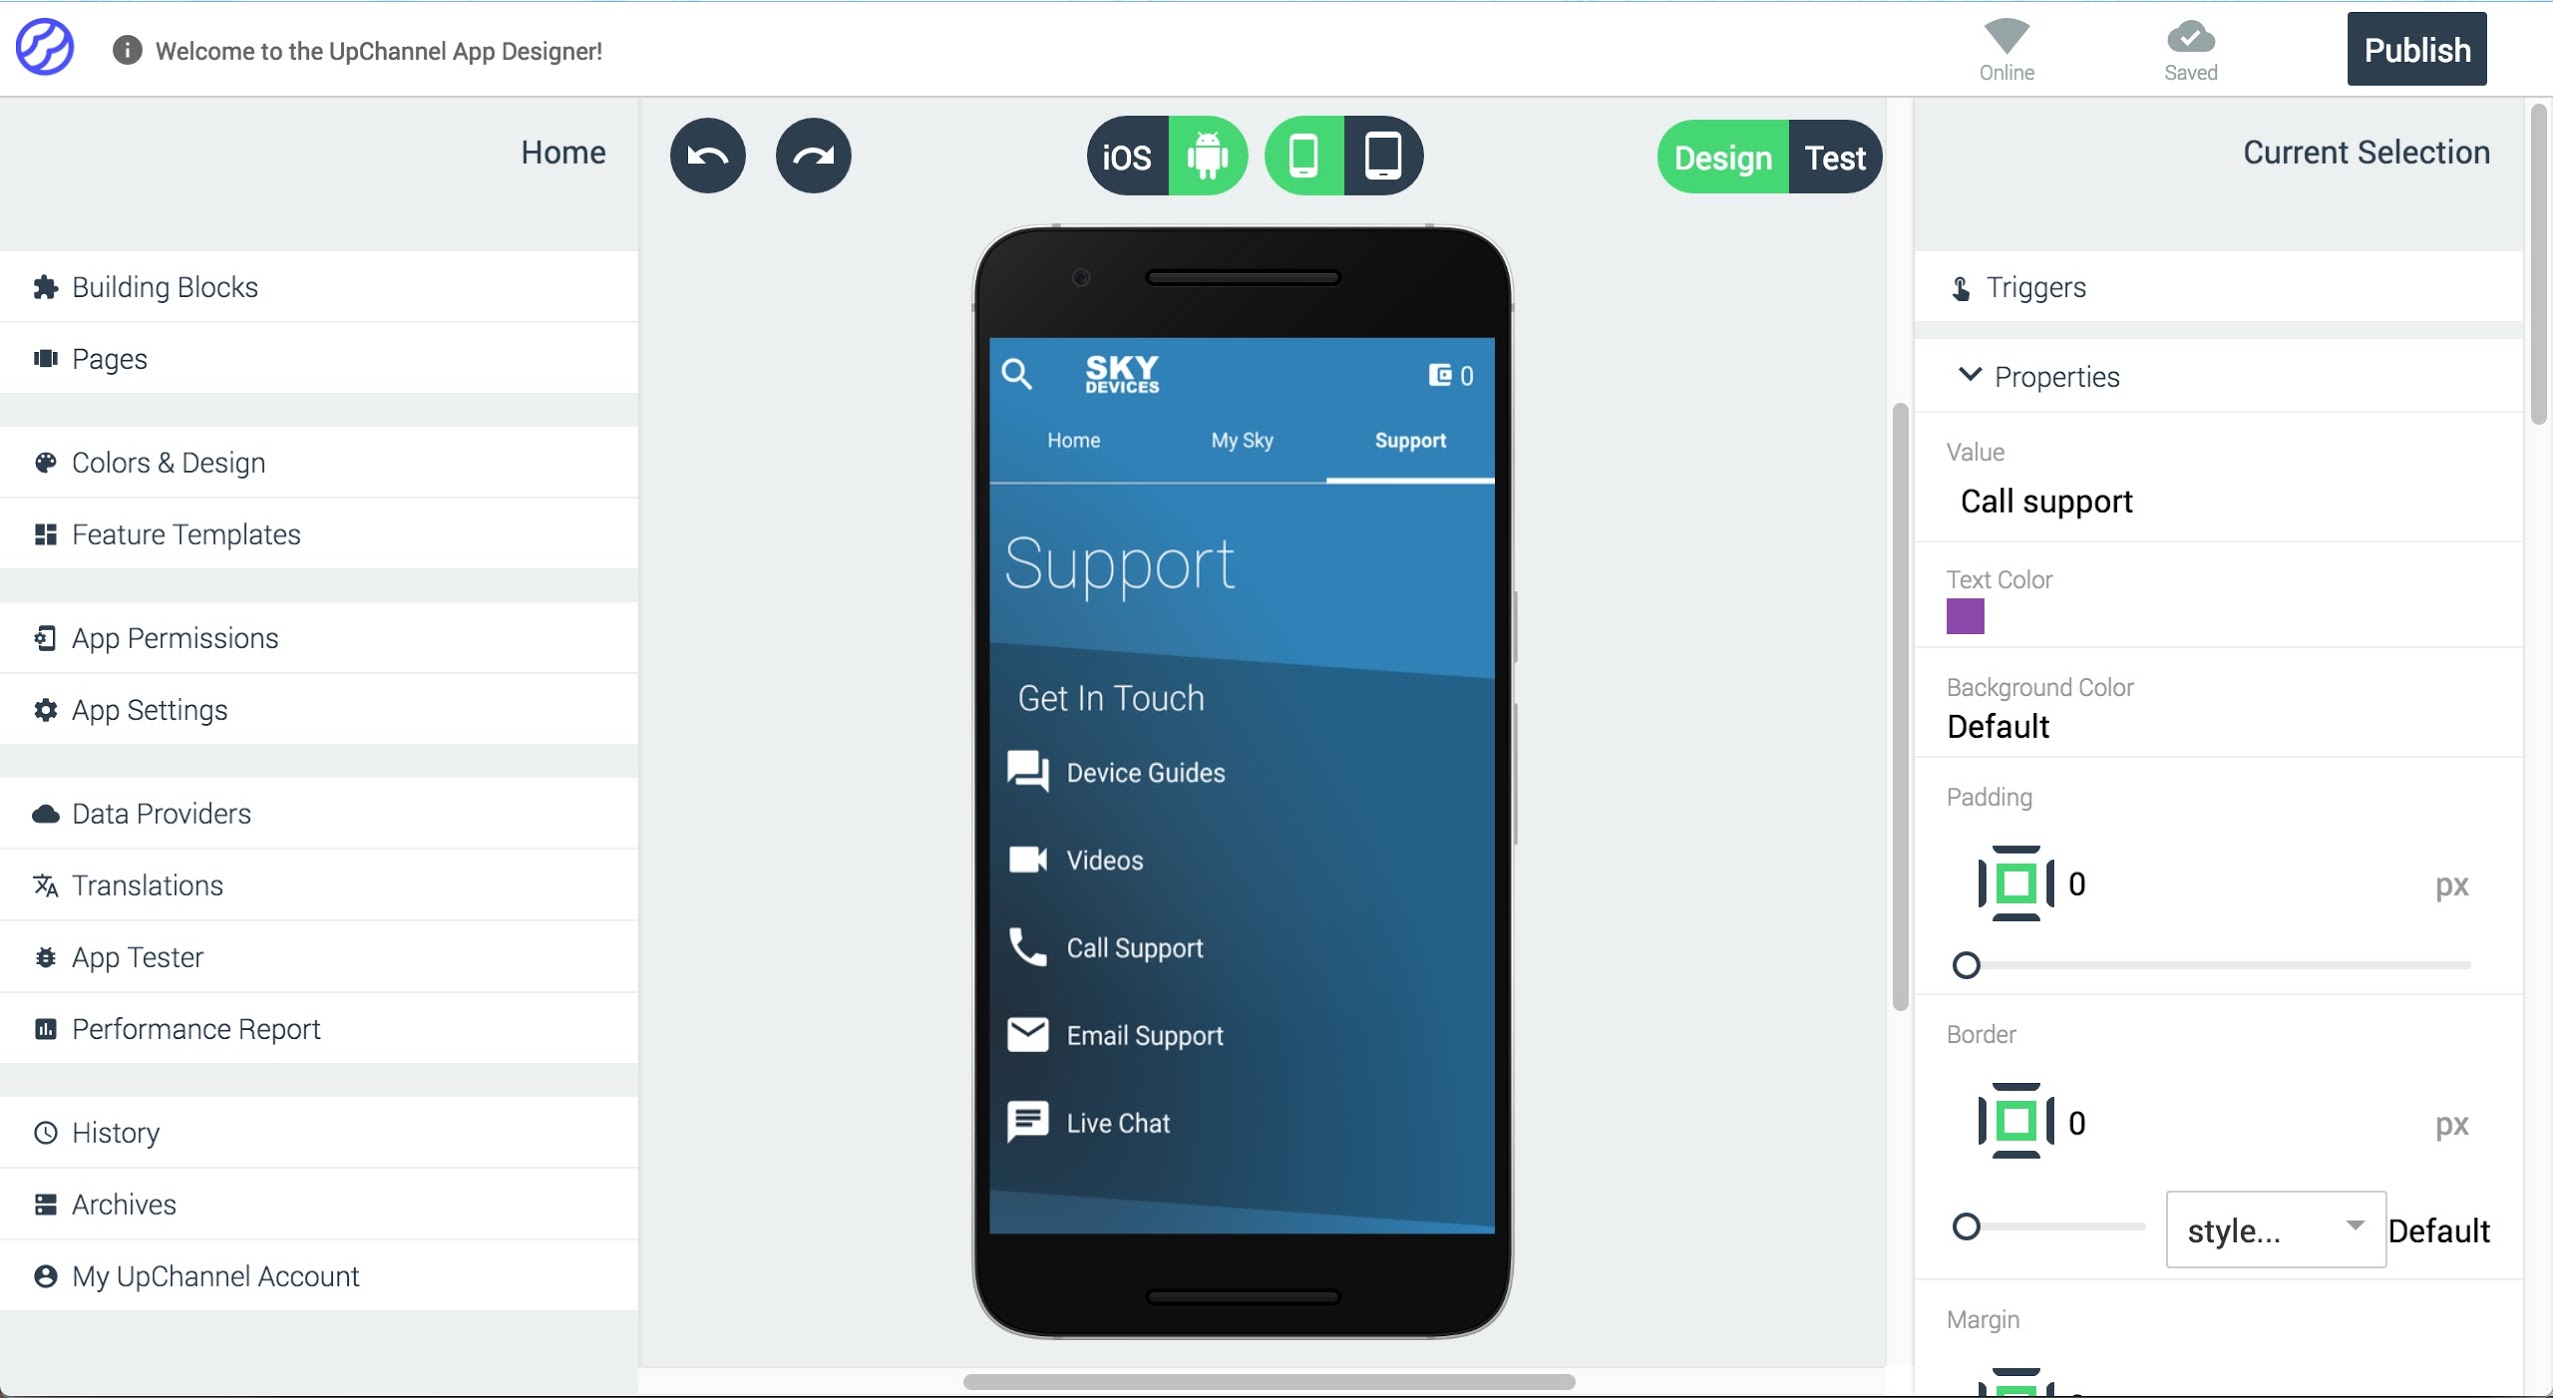 Welcome to the UpChannel App Designer!
Online
Saved
Publish
Home
Building Blocks
Pages
Colors & Design
Feature Templates
App Permissions
App Settings
Data Providers
Translations
App Tester
Performance Report
History
Archives
My UpChannel Account
iOS
Design
Test
SKY
DEVICES
0
Home
My Sky
Support
Support
Get In Touch
Device Guides
Videos
Call Support
Email Support
Live Chat
Current Selection
Triggers
Properties
Value
Call support
Text Color
Background Color
Default
Padding
0
px
Border
0
px
style...
Default
Margin